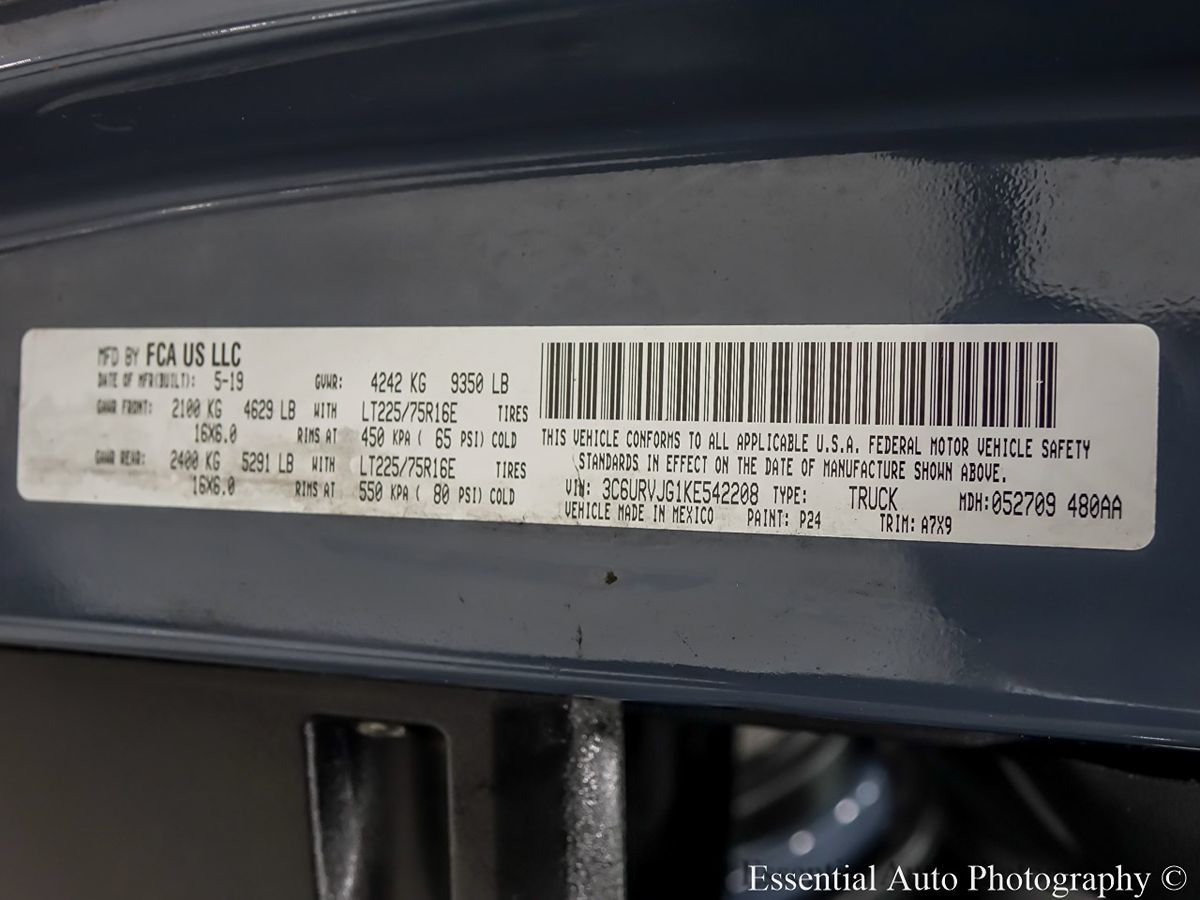 MFD BY FCA US LLC
DATE OF MFR(BUILT): 5-19 GVWR: 4242 KG 9350 LB
GAWR FRONT: 2100 KG 4629 LB WITH LT225/75R16E TIRES
16X6.0 RIMS AT 450 KPA ( 65 PSI) COLD
GAWR REAR: 2400 KG 5291 LB WITH LT225/75R16E TIRES
16X6.0 RIMS AT 550 KPA ( 80 PSI) COLD
THIS VEHICLE CONFORMS TO ALL APPLICABLE U.S.A. FEDERAL MOTOR VEHICLE SAFETY
STANDARDS IN EFFECT ON THE DATE OF MANUFACTURE SHOWN ABOVE.
VIN: 3C6URVJG1KE542208 TYPE: TRUCK MDH:052709 480AA
VEHICLE MADE IN MEXICO PAINT: P24 TRIM: A7X9
Essential Auto Photography ©